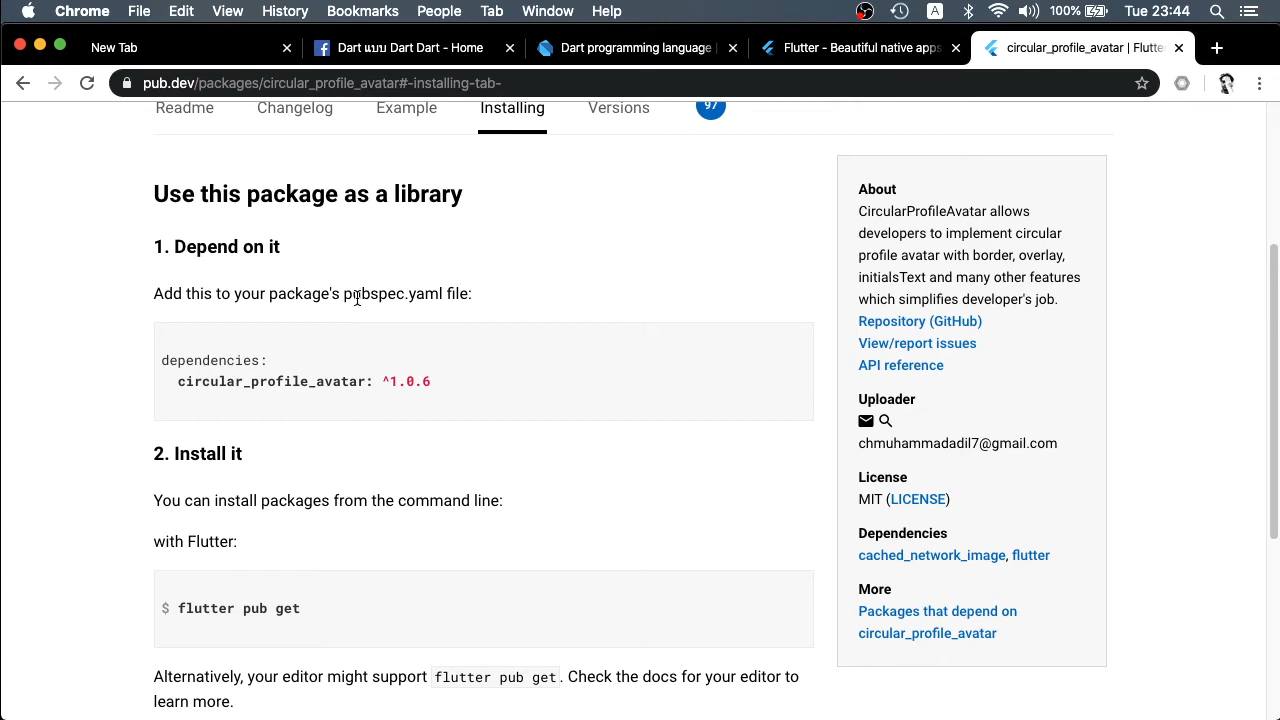 Chrome File Edit View History Bookmarks People Tab Window Help A 100% Tue 23:44
New Tab Dart แบบ Dart Dart - Home Dart programming language | Flutter - Beautiful native apps circular_profile_avatar | Flutte
pub.dev/packages/circular_profile_avatar#-installing-tab-
Readme Changelog Example Installing Versions 97
Use this package as a library
1. Depend on it
Add this to your package's pubspec.yaml file:
dependencies:
circular_profile_avatar: ^1.0.6
2. Install it
You can install packages from the command line:
with Flutter:
$ flutter pub get
Alternatively, your editor might support flutter pub get. Check the docs for your editor to
learn more.
About
CircularProfileAvatar allows
developers to implement circular
profile avatar with border, overlay,
initialsText and many other features
which simplifies developer's job.
Repository (GitHub)
View/report issues
API reference
Uploader
chmuhammadadil7@gmail.com
License
MIT (LICENSE)
Dependencies
cached_network_image, flutter
More
Packages that depend on
circular_profile_avatar